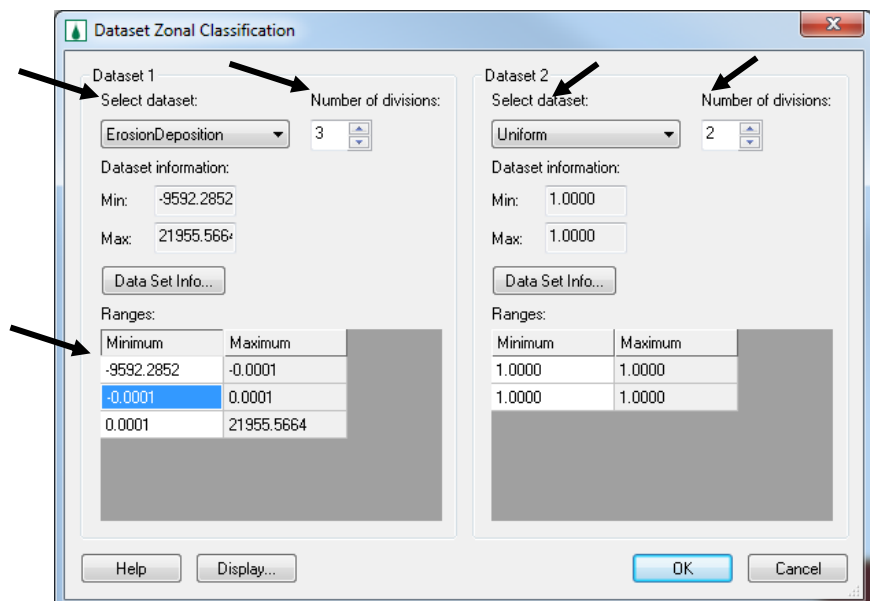 Dataset Zonal Classification
Dataset 1
Select dataset: Number of divisions:
ErosionDeposition 3
Dataset information:
Min: -9592.2852
Max: 21955.5664
Data Set Info...
Ranges:
Minimum Maximum
-9592.2852 -0.0001
-0.0001 0.0001
0.0001 21955.5664
Dataset 2
Select dataset: Number of divisions:
Uniform 2
Dataset information:
Min: 1.0000
Max: 1.0000
Data Set Info...
Ranges:
Minimum Maximum
1.0000 1.0000
1.0000 1.0000
Help Display... OK Cancel